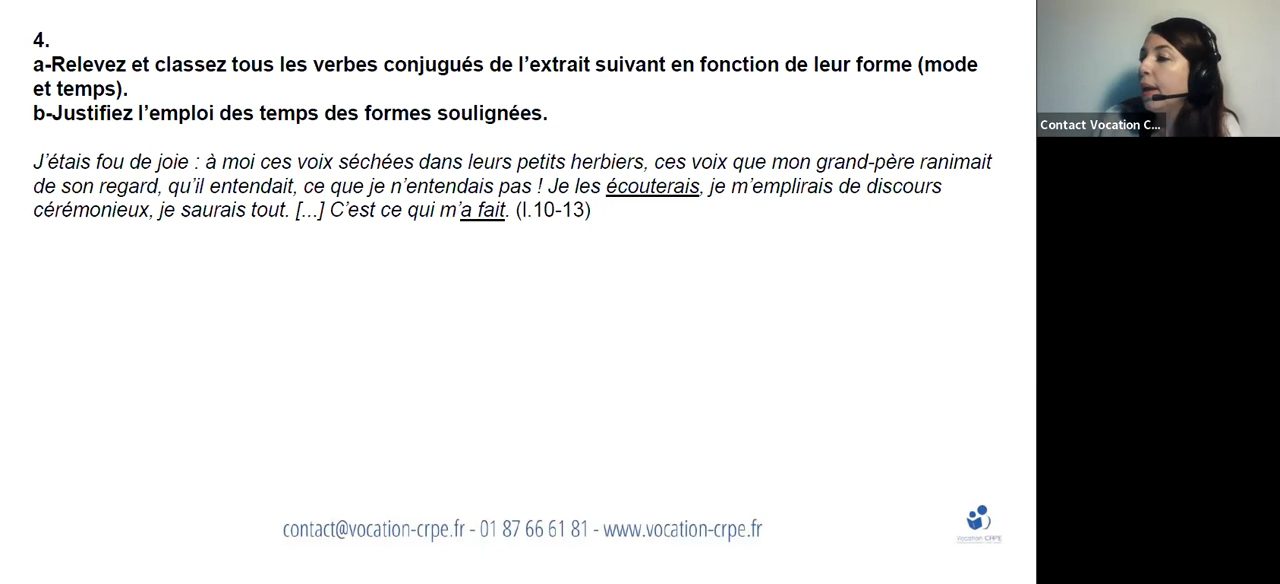 4.
a-Relevez et classez tous les verbes conjugués de l'extrait suivant en fonction de leur forme (mode
et temps).
b-Justifiez l'emploi des temps des formes soulignées.
J'étais fou de joie : à moi ces voix séchées dans leurs petits herbiers, ces voix que mon grand-père ranimait
de son regard, qu'il entendait, ce que je n'entendais pas ! Je les écouterais, je m'emplirais de discours
cérémonieux, je saurais tout. [...] C'est ce qui m'a fait. (l.10-13)
Contact Vocation C...
contact@vocation-crpe.fr - 01 87 66 61 81 - www.vocation-crpe.fr
Vocation CRPE